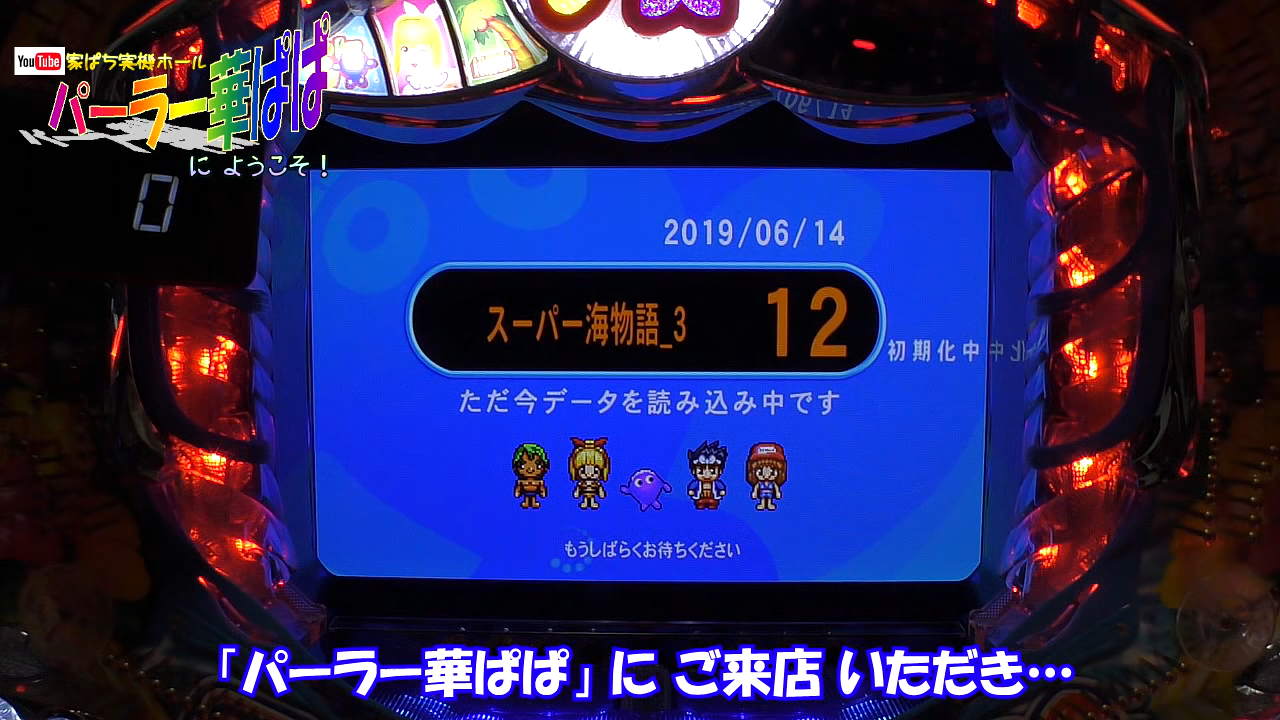 YouTube 家ぱち実機ホール
パーラー華ぱぱ
に ようこそ！
0
2019/06/14
スーパー海物語_3 12
初期化中
ただ今データを読み込み中です
もうしばらくお待ちください
「パーラー華ぱぱ」に ご来店 いただき…